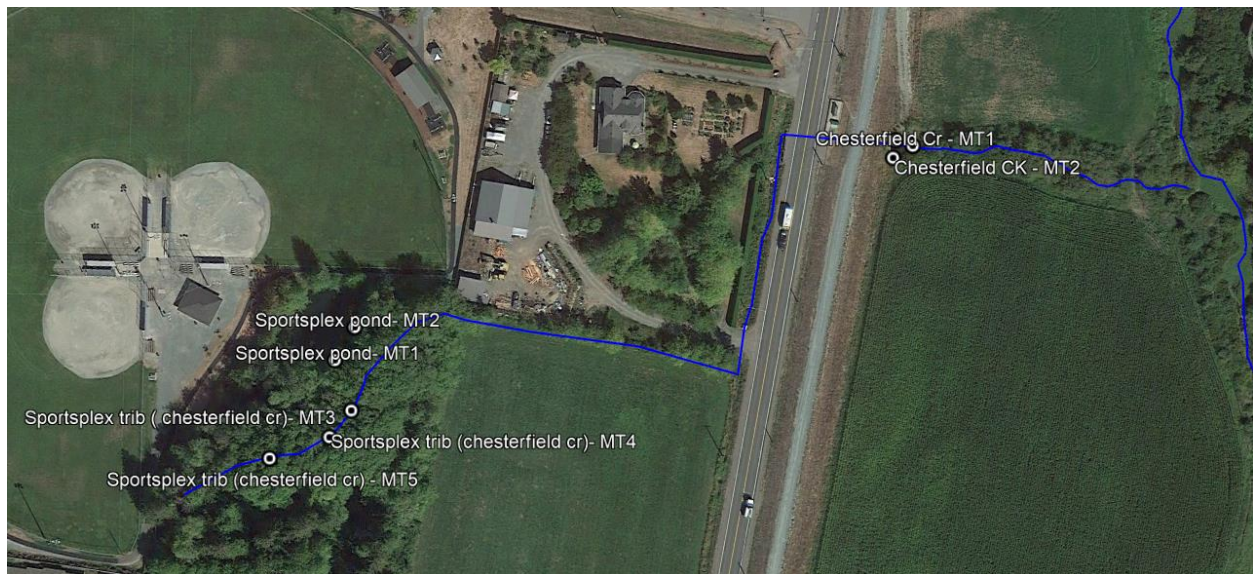 Chesterfield Cr - MT1
Chesterfield CK - MT2
Sportsplex pond- MT2
Sportsplex pond- MT1
Sportsplex trib ( chesterfield cr)- MT3
Sportsplex trib (chesterfield cr)- MT4
Sportsplex trib (chesterfield cr) - MT5